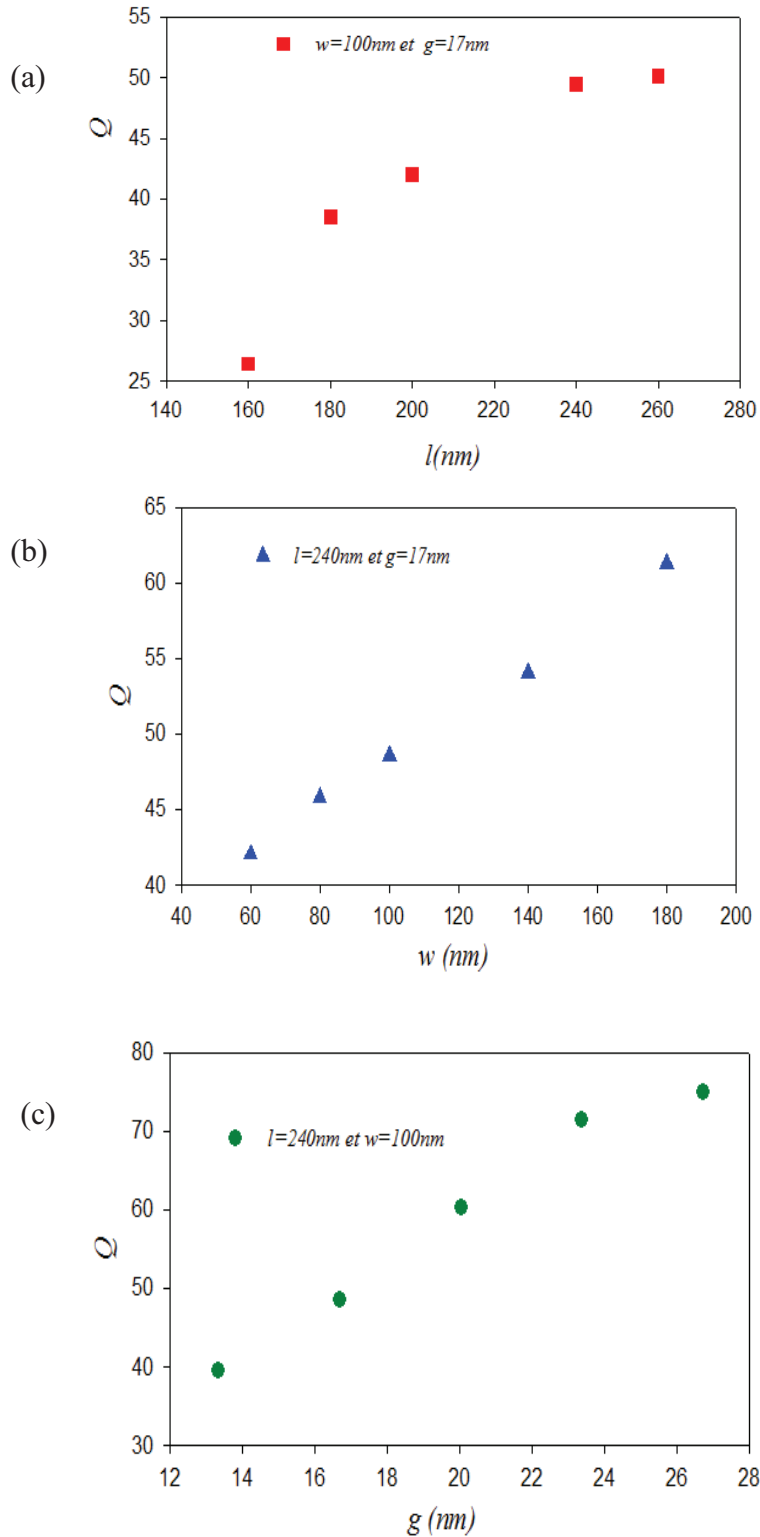 (a)
Q
55
50
45
40
35
30
25
w=100nm et g=17nm
140 160 180 200 220 240 260 280
l(nm)
(b)
Q
65
60
55
50
45
40
l=240nm et g=17nm
40 60 80 100 120 140 160 180 200
w (nm)
(c)
Q
80
70
60
50
40
30
l=240nm et w=100nm
12 14 16 18 20 22 24 26 28
g (nm)